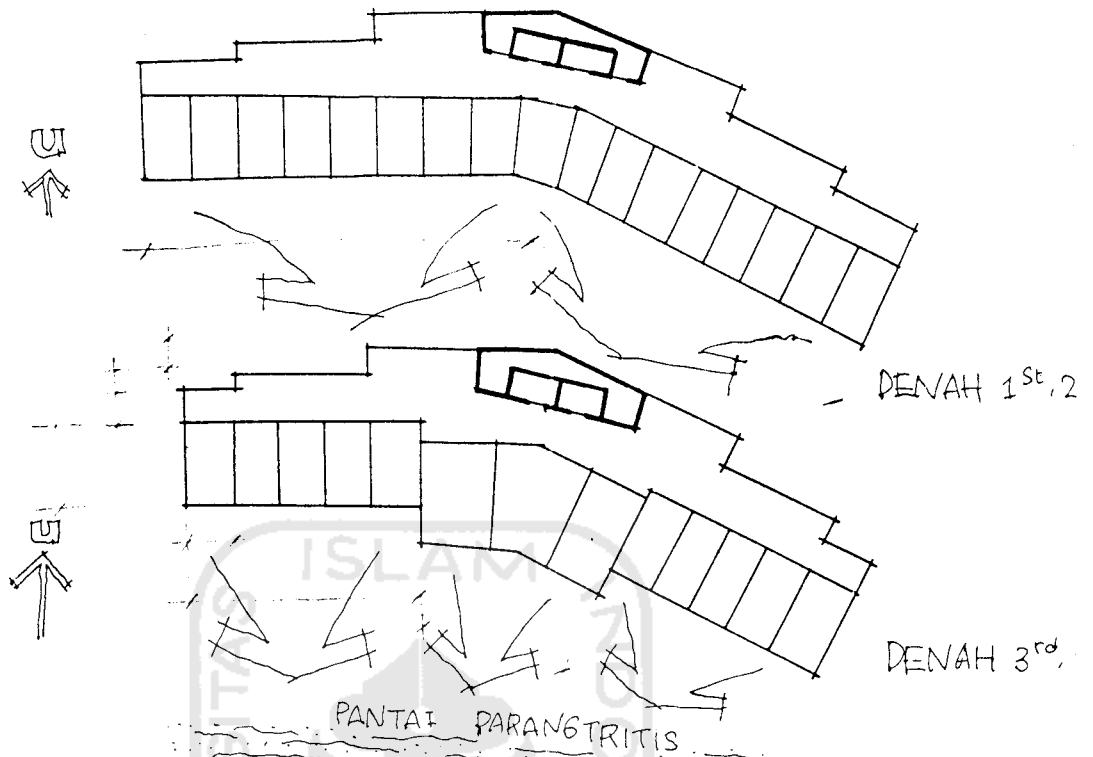 U
DENAH 1st, 2
U
ISLAM
DENAH 3rd,
PANTAI PARANGTRITIS